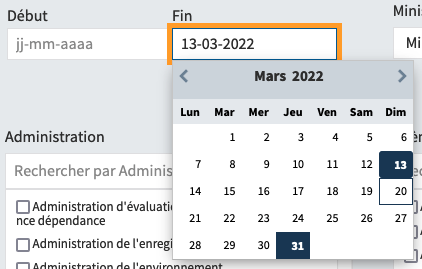 Début Fin Mini
jj-mm-aaaa 13-03-2022 Mi
Mars 2022
Lun Mar Mer Jeu Ven Sam Dim
1 2 3 4 5 6
Administration
7 8 9 10 11 12 13
Rechercher par Adminis
14 15 16 17 18 19 20
Administration d'évaluatio
nce dépendance
21 22 23 24 25 26 27
Administration de l'enregi
28 29 30 31
Administration de l'environnement